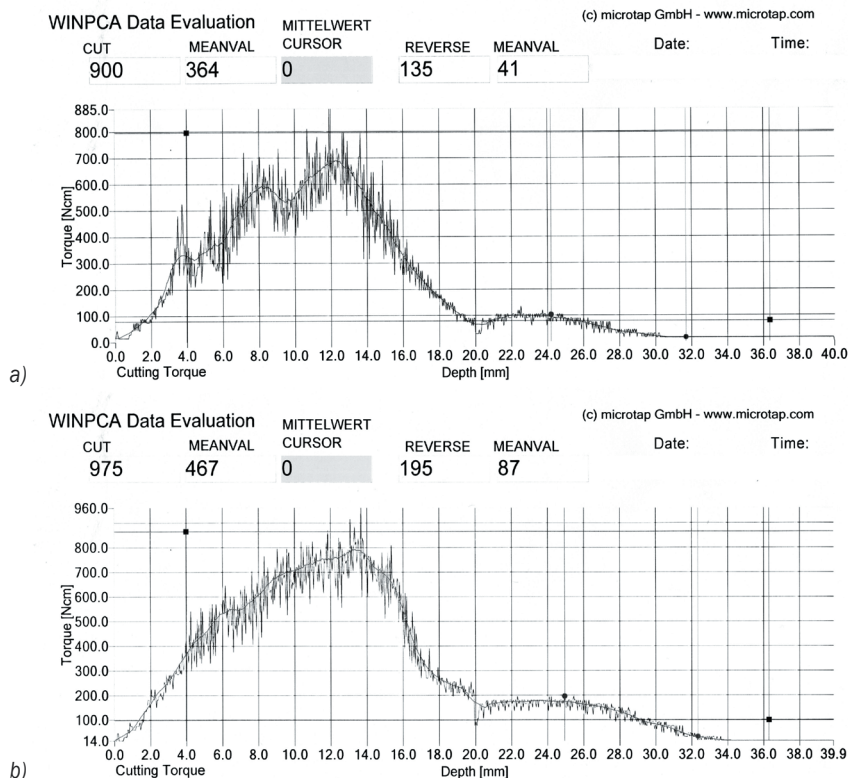 WINPCA Data Evaluation MITTELWERT (c) microtap GmbH - www.microtap.com
CUT MEANVAL CURSOR REVERSE MEANVAL Date: Time:
900 364 0 135 41
885.0
800.0
700.0
600.0
500.0
400.0
300.0
200.0
100.0
0.0
Torque [Ncm]
0.0 2.0 4.0 6.0 8.0 10.0 12.0 14.0 16.0 18.0 20.0 22.0 24.0 26.0 28.0 30.0 32.0 34.0 36.0 38.0 40.0
Cutting Torque Depth [mm]
a)
WINPCA Data Evaluation MITTELWERT (c) microtap GmbH - www.microtap.com
CUT MEANVAL CURSOR REVERSE MEANVAL Date: Time:
975 467 0 195 87
960.0
800.0
700.0
600.0
500.0
400.0
300.0
200.0
100.0
14.0
Torque [Ncm]
0.0 2.0 4.0 6.0 8.0 10.0 12.0 14.0 16.0 18.0 20.0 22.0 24.0 26.0 28.0 30.0 32.0 34.0 36.0 38.0 39.9
Cutting Torque Depth [mm]
b)